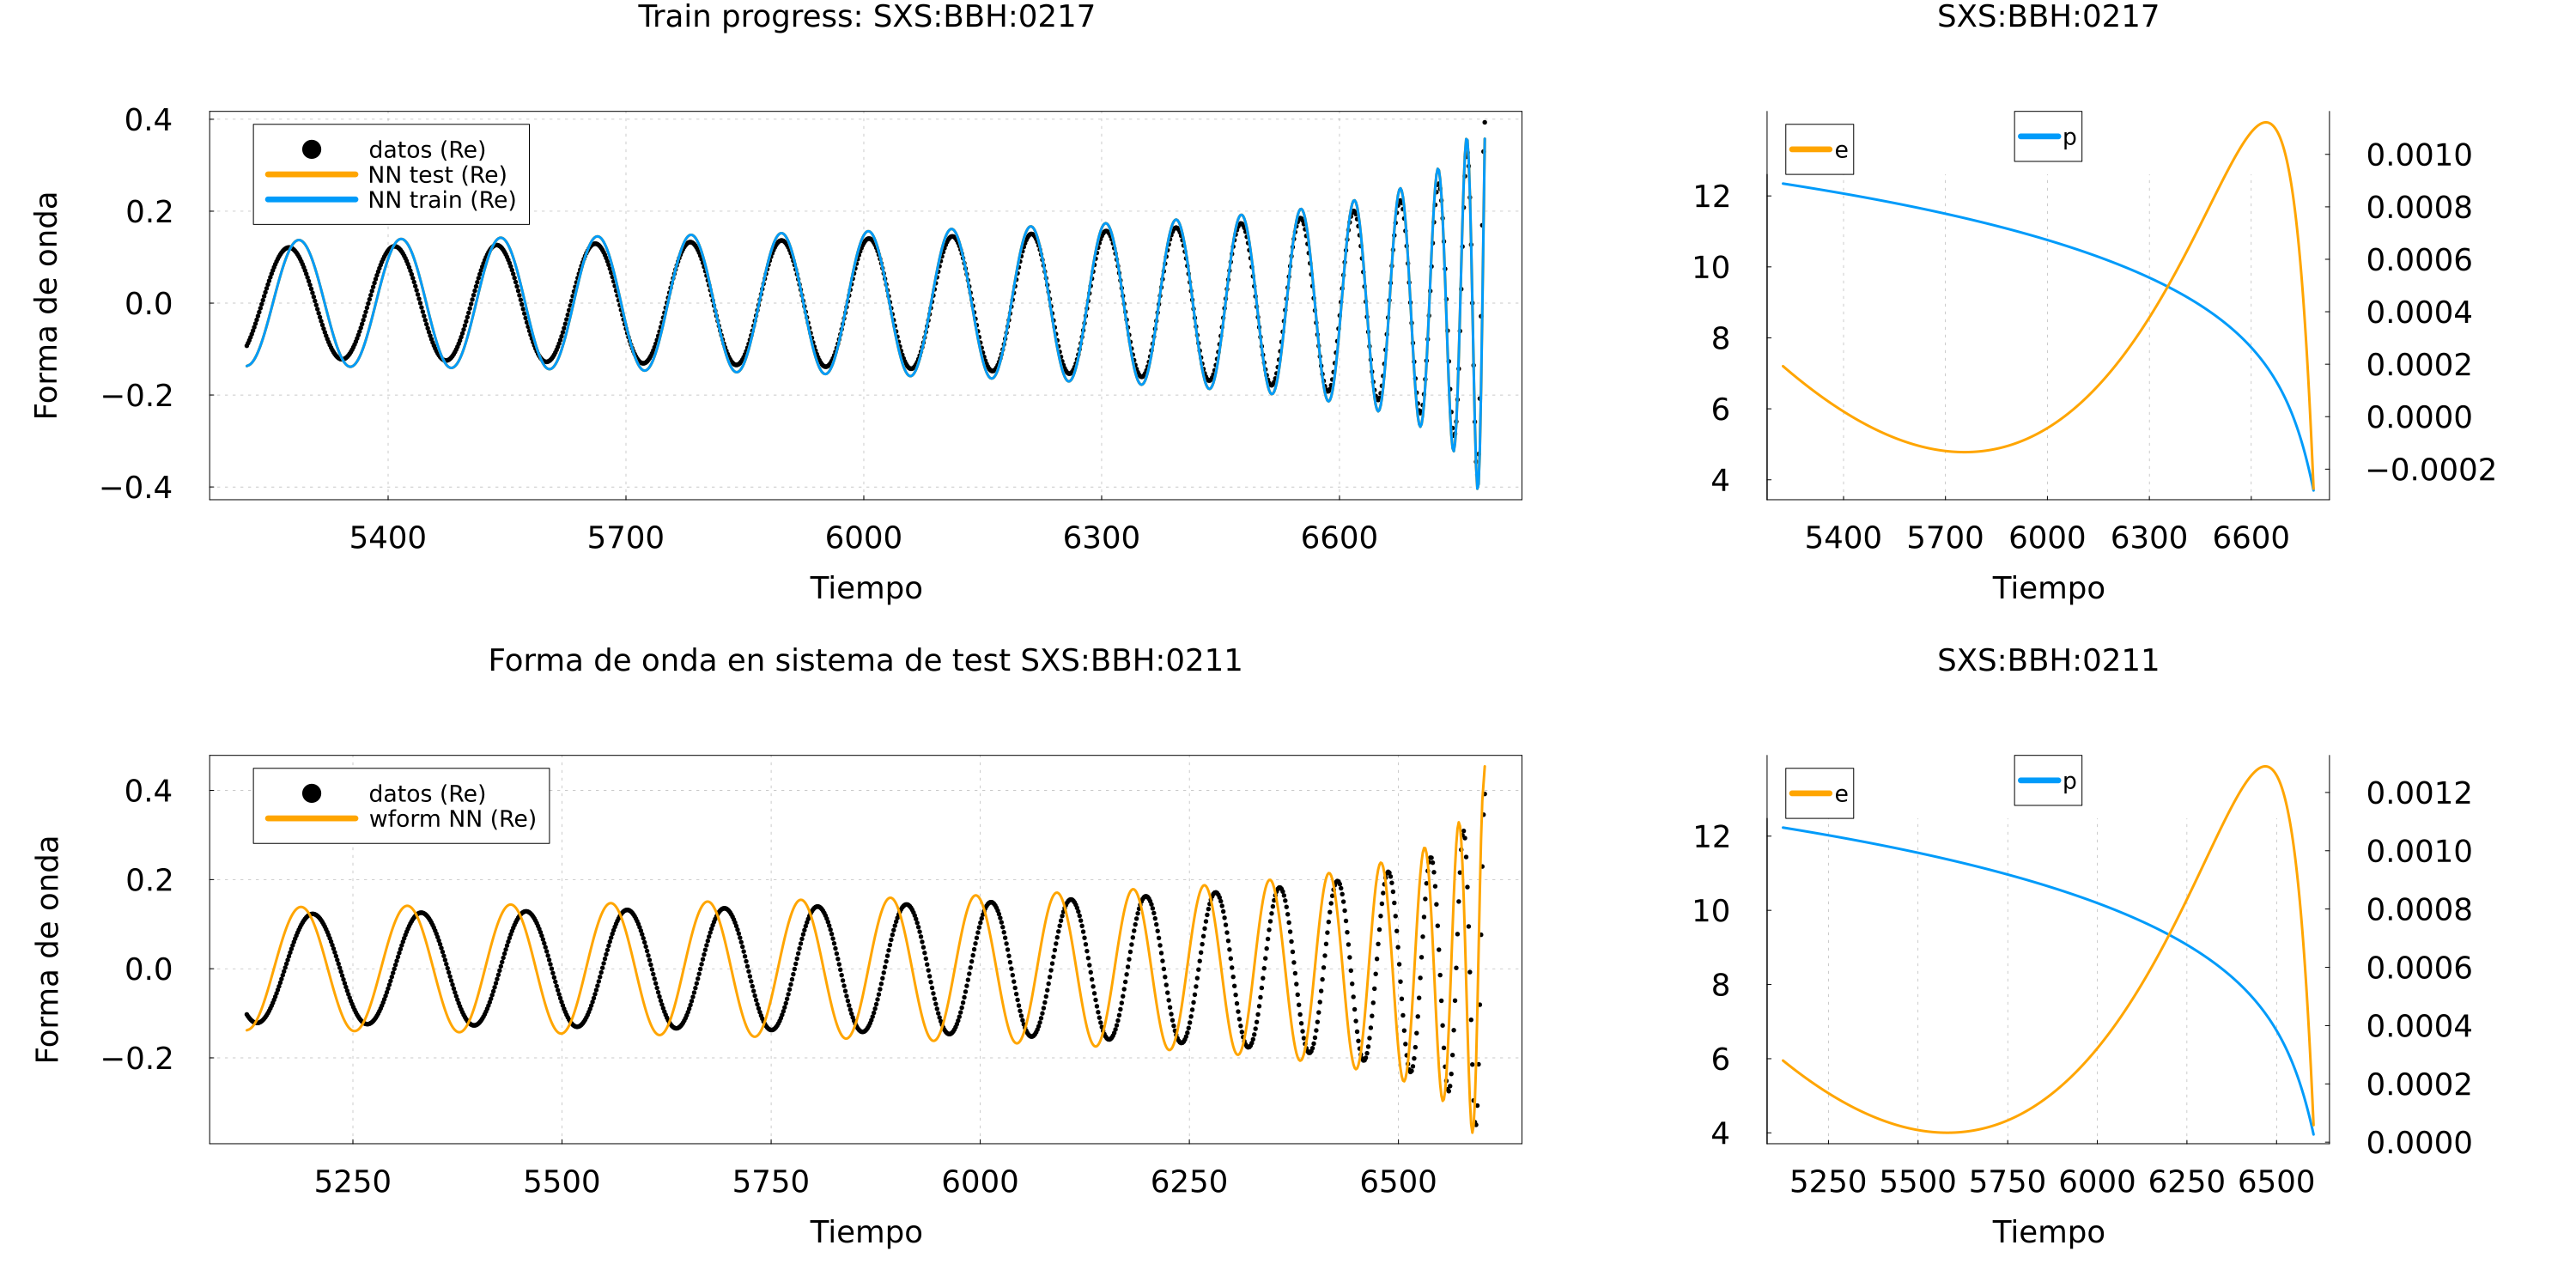 Train progress: SXS:BBH:0217
Forma de onda
0.4
0.2
0.0
−0.2
−0.4
datos (Re)
NN test (Re)
NN train (Re)
5400 5700 6000 6300 6600
Tiempo
SXS:BBH:0217
e
p
12
10
8
6
4
0.0010
0.0008
0.0006
0.0004
0.0002
0.0000
−0.0002
5400 5700 6000 6300 6600
Tiempo
Forma de onda en sistema de test SXS:BBH:0211
Forma de onda
0.4
0.2
0.0
−0.2
datos (Re)
wform NN (Re)
5250 5500 5750 6000 6250 6500
Tiempo
SXS:BBH:0211
e
p
12
10
8
6
4
0.0012
0.0010
0.0008
0.0006
0.0004
0.0002
0.0000
5250 5500 5750 6000 6250 6500
Tiempo